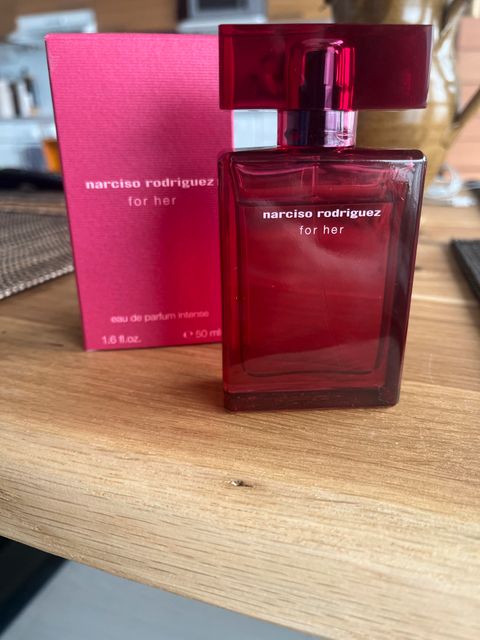 narciso rodriguez
for her
eau de parfum intense
1.6 fl.oz. ℮ 50 ml
narciso rodriguez
for her